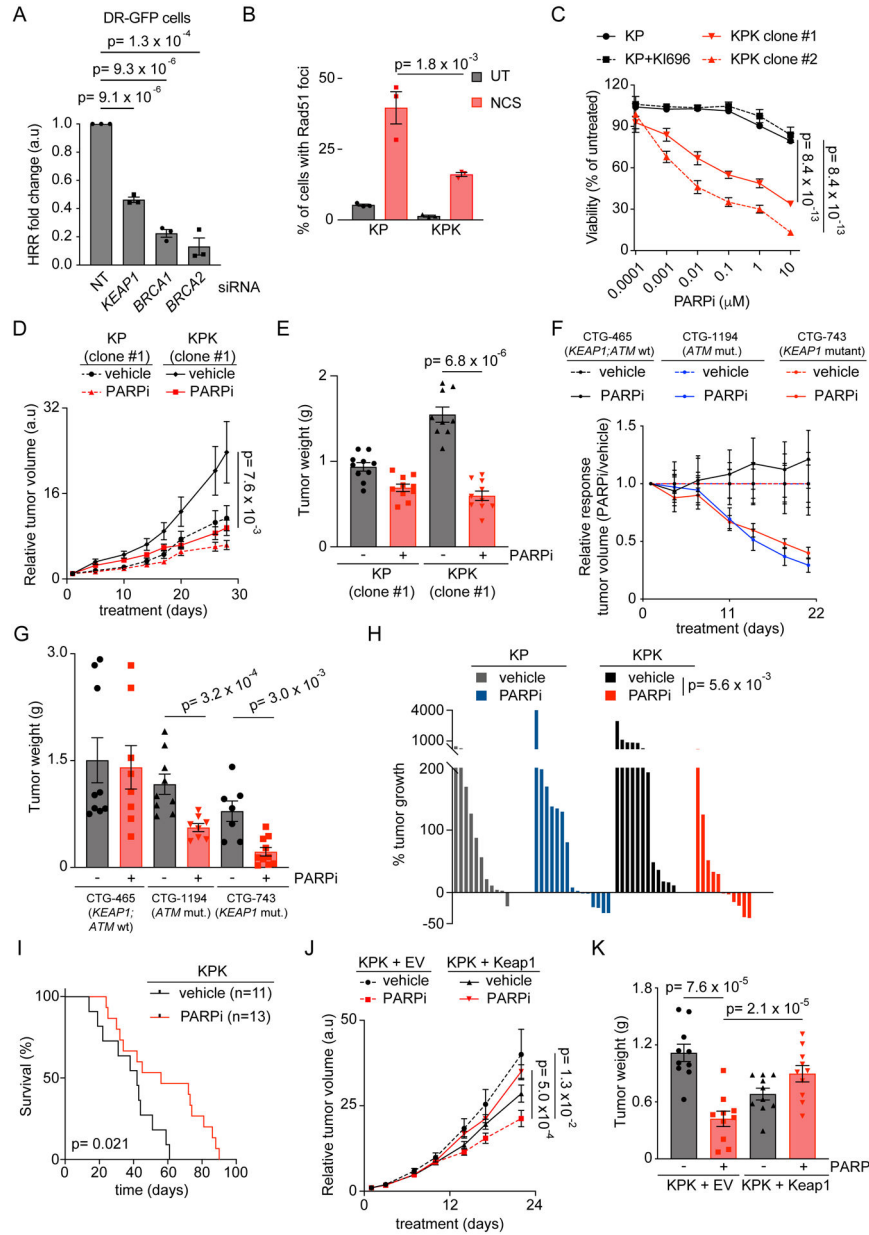 A
DR-GFP cells
p= 1.3 x 10-4
p= 9.3 x 10-6
p= 9.1 x 10-6
HRR fold change (a.u)
1.0
0.8
0.6
0.4
0.2
0.0
NT
KEAP1
BRCA1
BRCA2
siRNA
B
p= 1.8 x 10-3
UT
NCS
% of cells with Rad51 foci
60
40
20
0
KP
KPK
C
KP
KP+KI696
KPK clone #1
KPK clone #2
Viability (% of untreated)
120
90
60
30
0
0.0001
0.001
0.01
0.1
1
10
PARPi (μM)
p= 8.4 x 10-13
p= 8.4 x 10-13
D
KP (clone #1)
KPK (clone #1)
vehicle
vehicle
PARPi
PARPi
Relative tumor volume (a.u)
32
24
16
8
0
0
10
20
30
treatment (days)
p= 7.6 x 10-3
E
p= 6.8 x 10-6
Tumor weight (g)
2
1
0
-
+
-
+
PARPi
KP (clone #1)
KPK (clone #1)
F
CTG-465 (KEAP1;ATM wt)
CTG-1194 (ATM mut.)
CTG-743 (KEAP1 mutant)
vehicle
vehicle
vehicle
PARPi
PARPi
PARPi
Relative response
tumor volume (PARPi/vehicle)
1.5
1.0
0.5
0
0
11
22
treatment (days)
G
p= 3.2 x 10-4
p= 3.0 x 10-3
Tumor weight (g)
3.0
1.5
0
-
+
-
+
-
+
PARPi
CTG-465 (KEAP1; ATM wt)
CTG-1194 (ATM mut.)
CTG-743 (KEAP1 mut.)
H
KP
KPK
vehicle
vehicle
PARPi
PARPi
p= 5.6 x 10-3
% tumor growth
4000
1000
200
100
0
-50
I
KPK
vehicle (n=11)
PARPi (n=13)
Survival (%)
100
50
0
p= 0.021
0
20
40
60
80
100
time (days)
J
KPK + EV
KPK + Keap1
vehicle
vehicle
PARPi
PARPi
Relative tumor volume (a.u)
50
25
0
0
12
24
treatment (days)
p= 5.0 x10-4
p= 1.3 x 10-2
K
p= 7.6 x 10-5
p= 2.1 x 10-5
Tumor weight (g)
1.8
1.2
0.6
0
-
+
-
+
PARPi
KPK + EV
KPK + Keap1